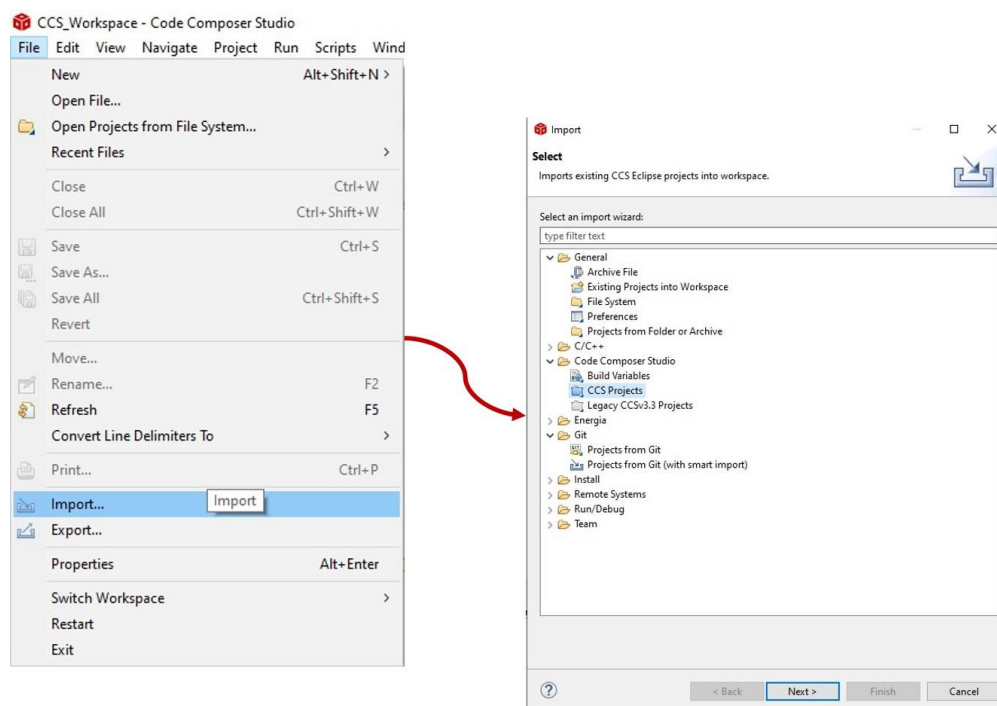 CCS_Workspace - Code Composer Studio
File Edit View Navigate Project Run Scripts Wind
New Alt+Shift+N >
Open File...
Open Projects from File System...
Recent Files >
Close Ctrl+W
Close All Ctrl+Shift+W
Save Ctrl+S
Save As...
Save All Ctrl+Shift+S
Revert
Move...
Rename... F2
Refresh F5
Convert Line Delimiters To >
Print... Ctrl+P
Import... Import
Export...
Properties Alt+Enter
Switch Workspace >
Restart
Exit
Import
Select
Imports existing CCS Eclipse projects into workspace.
Select an import wizard:
type filter text
General
Archive File
Existing Projects into Workspace
File System
Preferences
Projects from Folder or Archive
C/C++
Code Composer Studio
Build Variables
CCS Projects
Legacy CCSv3.3 Projects
Energia
Git
Projects from Git
Projects from Git (with smart import)
Install
Remote Systems
Run/Debug
Team
? < Back Next > Finish Cancel